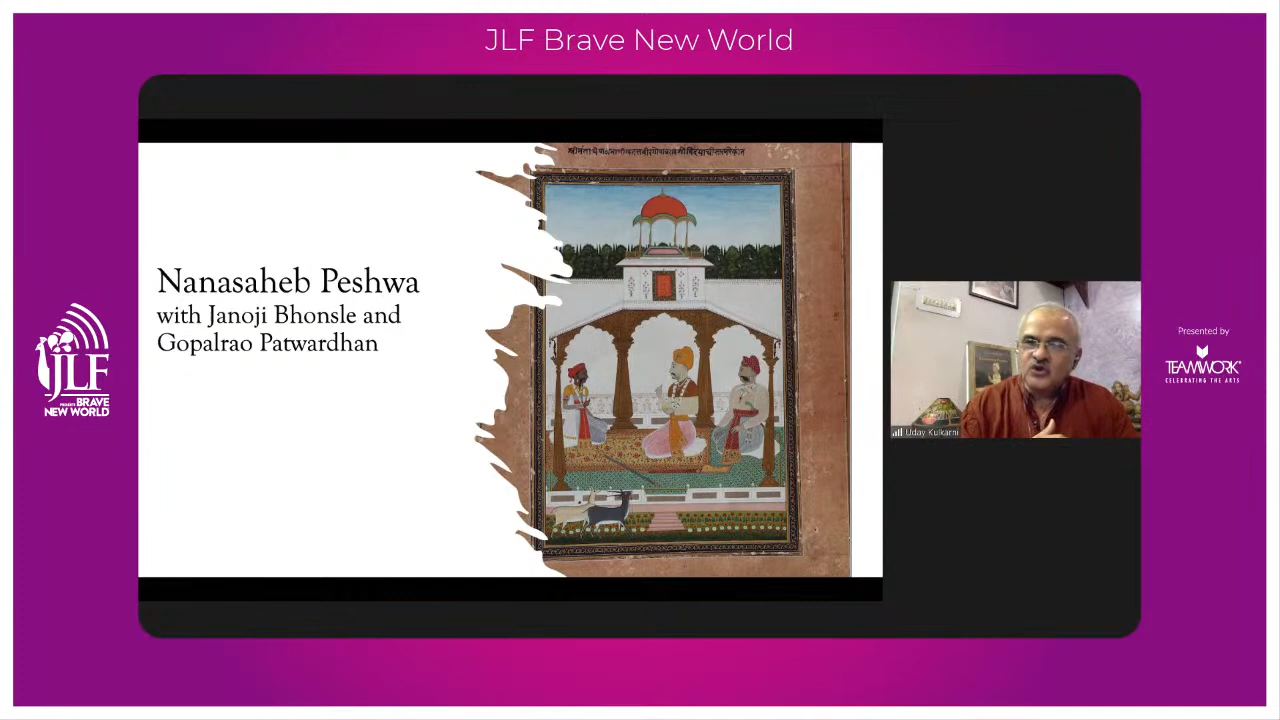 JLF Brave New World
Nanasaheb Peshwa
with Janoji Bhonsle and
Gopalrao Patwardhan
JLF
PRESENTS BRAVE
NEW WORLD
Uday Kulkarni
Presented by
TEAMWORK
CELEBRATING THE ARTS